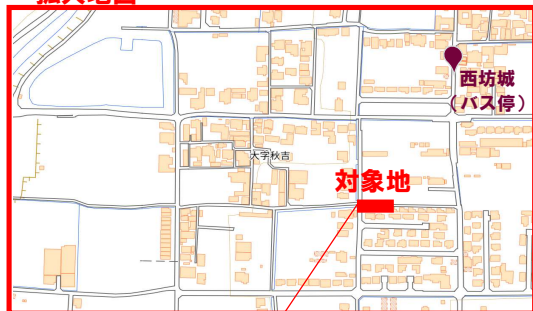 拡大地図
西坊城
（バス停）
大字秋吉
対象地